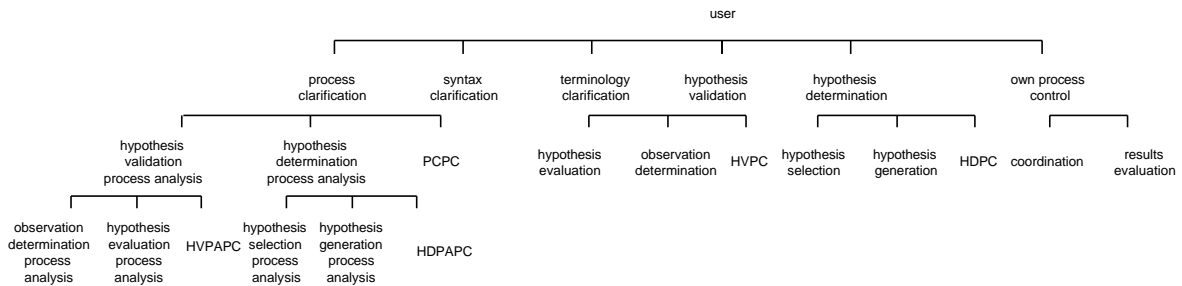 user
process
clarification
syntax
clarification
terminology
clarification
hypothesis
validation
hypothesis
determination
own process
control
hypothesis
validation
process analysis
hypothesis
determination
process analysis
PCPC
hypothesis
evaluation
observation
determination
HVPC
hypothesis
selection
hypothesis
generation
HDPC
coordination
results
evaluation
observation
determination
process
analysis
hypothesis
evaluation
process
analysis
HVPAPC
hypothesis
selection
process
analysis
hypothesis
generation
process
analysis
HDPAPC